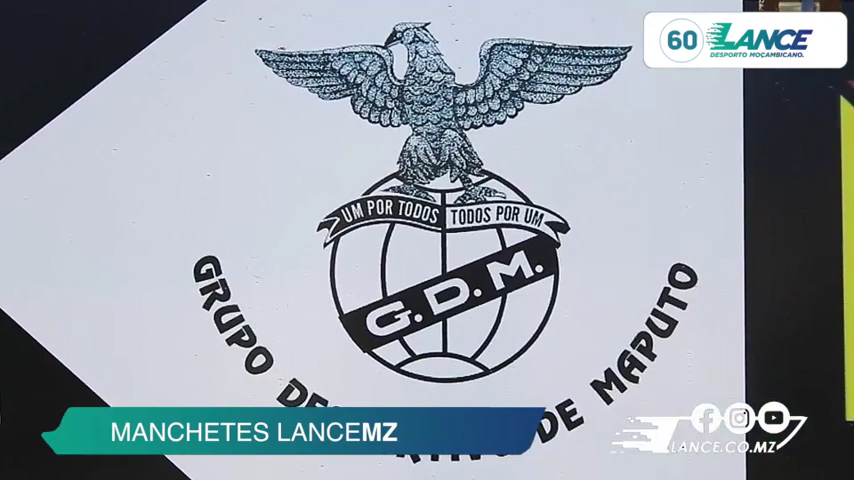 60 LANCE
DESPORTO MOÇAMBICANO.
UM POR TODOS TODOS POR UM
G.D.M.
GRUPO
DE MAPUTO
MANCHETES LANCEMZ
LANCE.CO.MZ